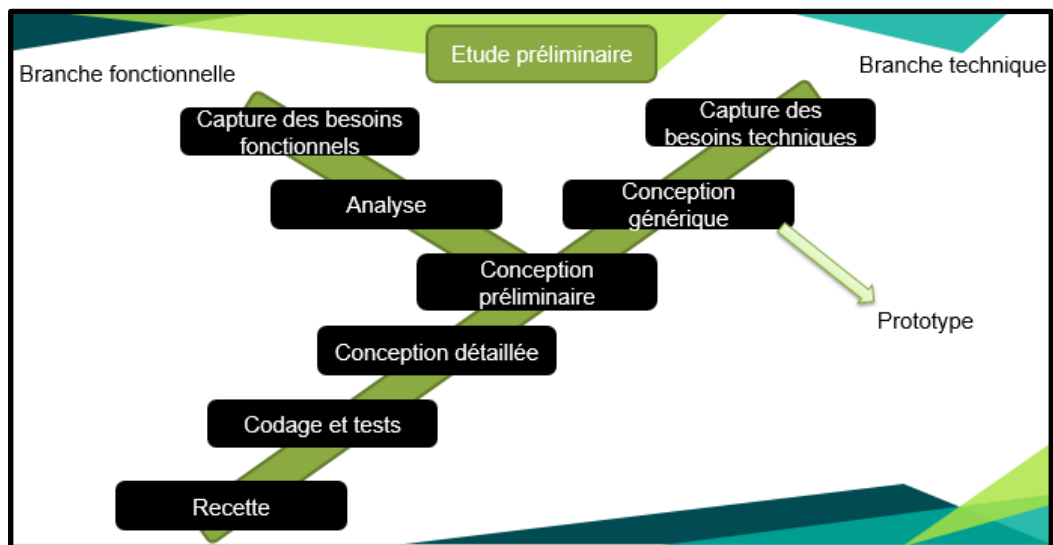 Etude préliminaire
Branche fonctionnelle
Branche technique
Capture des besoins
fonctionnels
Capture des
besoins techniques
Analyse
Conception
générique
Conception
préliminaire
Prototype
Conception détaillée
Codage et tests
Recette